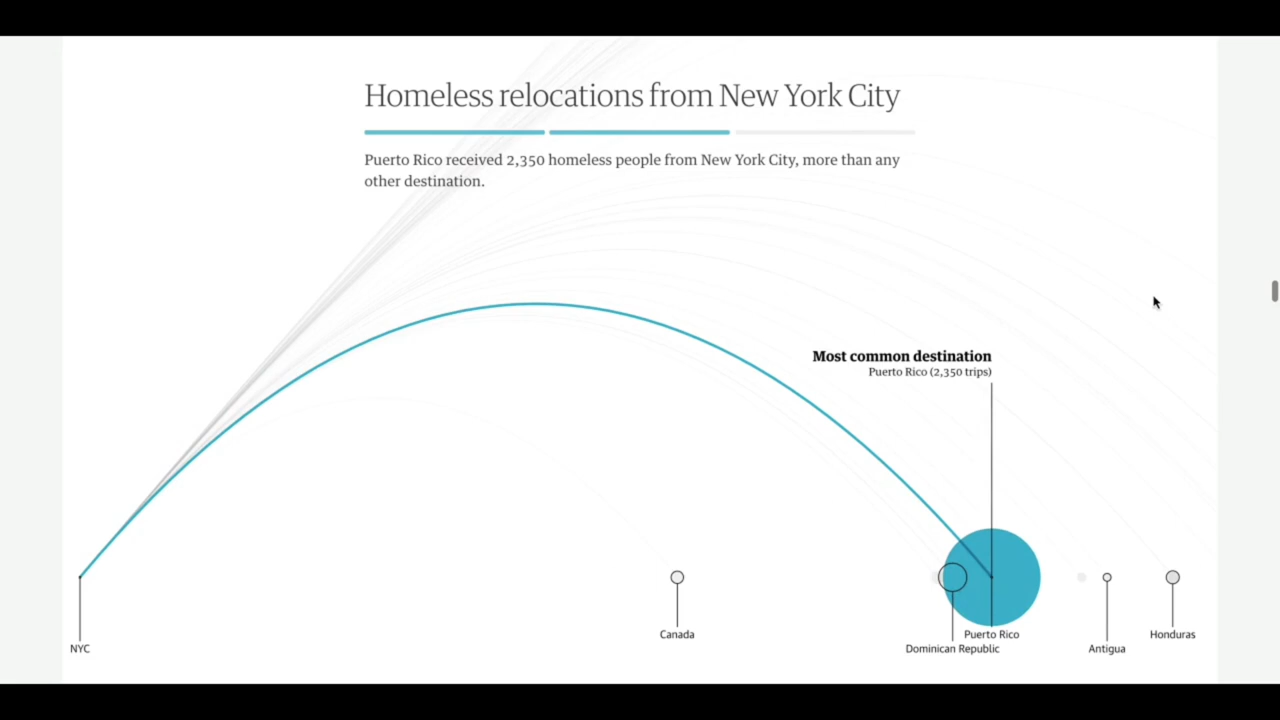 Homeless relocations from New York City
Puerto Rico received 2,350 homeless people from New York City, more than any
other destination.
Most common destination
Puerto Rico (2,350 trips)
NYC
Canada
Dominican Republic
Puerto Rico
Antigua
Honduras